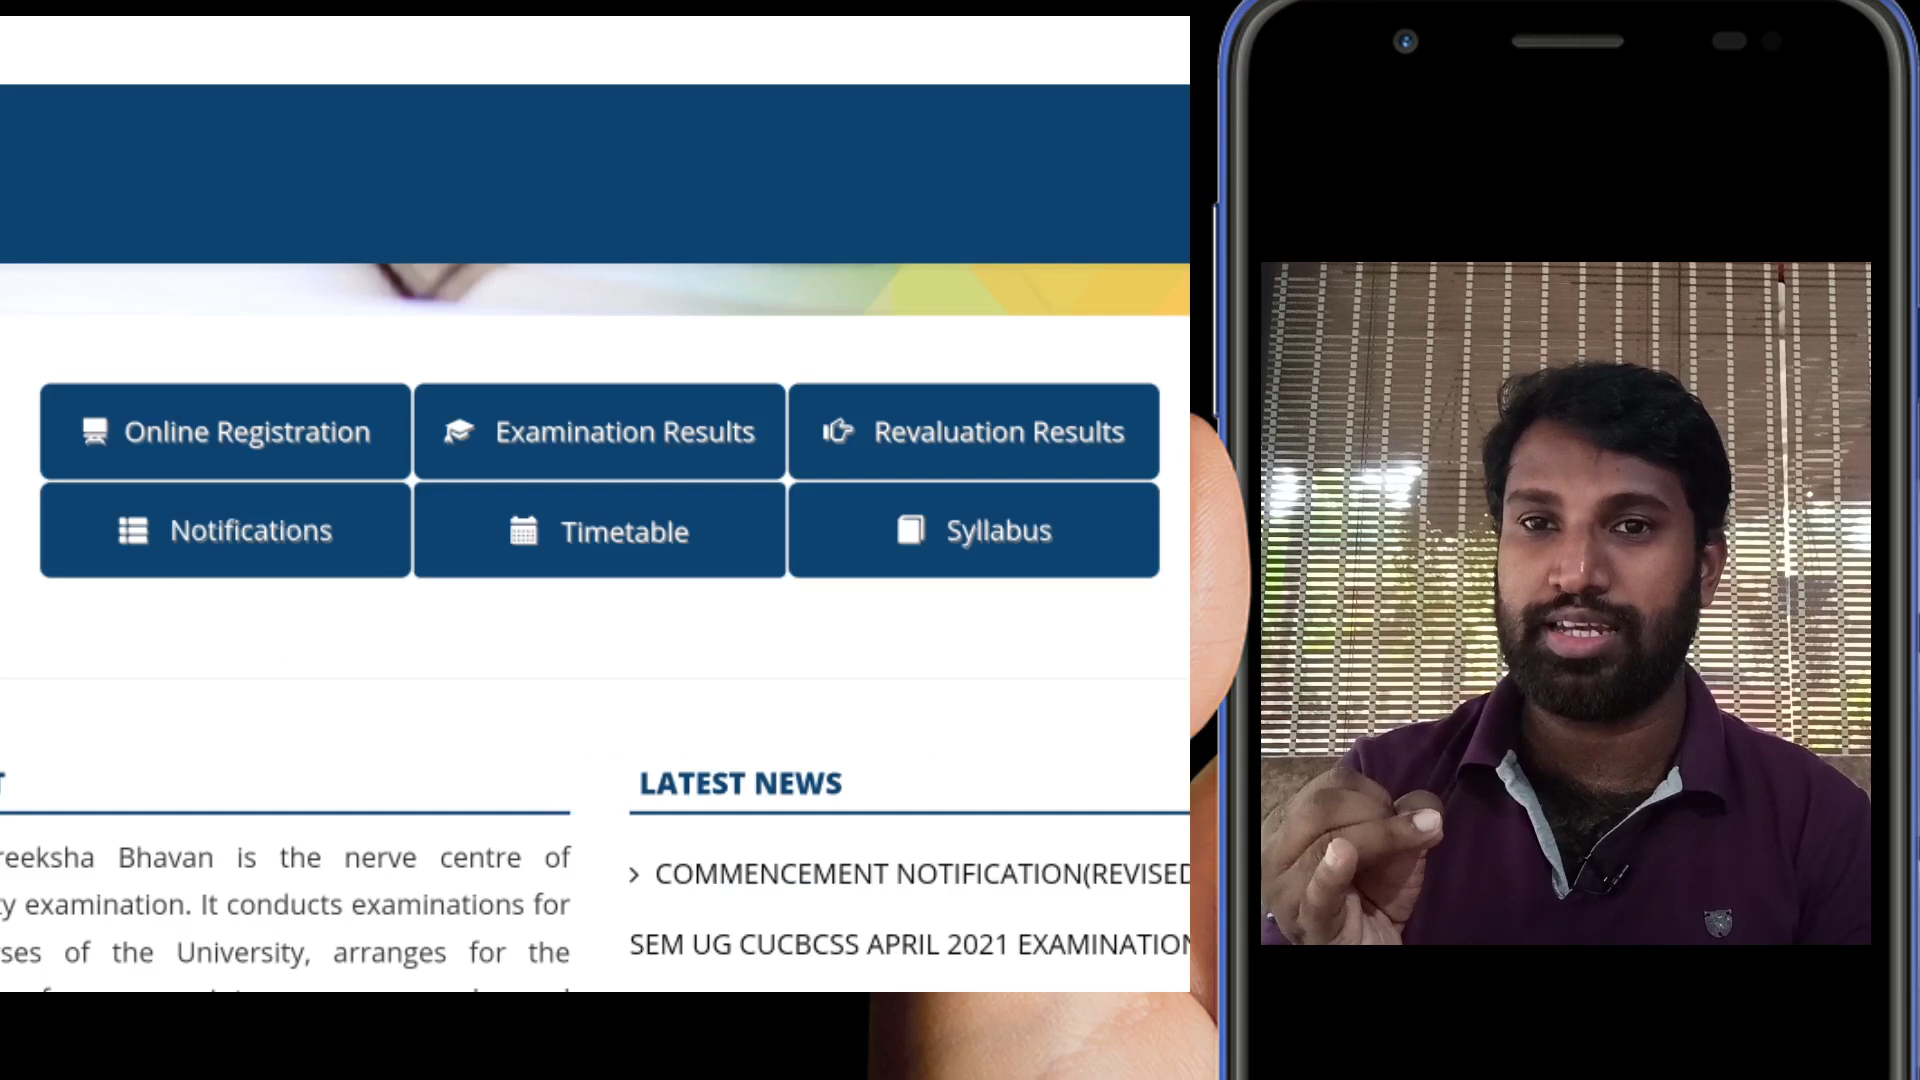 Online Registration
Examination Results
Revaluation Results
Notifications
Timetable
Syllabus
LATEST NEWS
Bhavan is the nerve centre of
examination. It conducts examinations for
of the University, arranges for the
COMMENCEMENT NOTIFICATION(REVISED
SEM UG CUCBCSS APRIL 2021 EXAMINATION